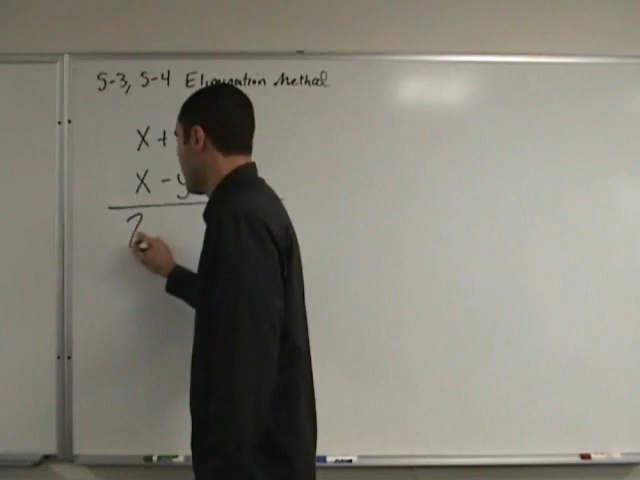 5-3, 5-4 Elimination Method
x +
x - y
2